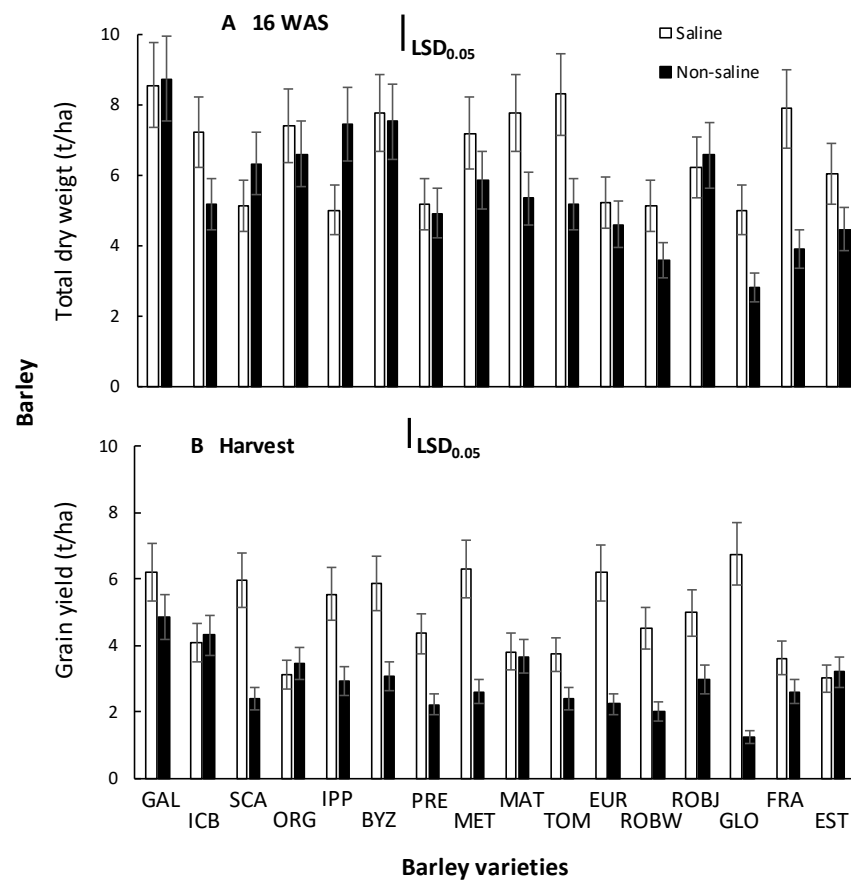 A 16 WAS
LSD0.05
Saline
Non-saline
10
8
6
4
2
0
Total dry weigt (t/ha)
Barley
B Harvest
LSD0.05
10
8
6
4
2
0
Grain yield (t/ha)
GAL
ICB
SCA
ORG
IPP
BYZ
PRE
MET
MAT
TOM
EUR
ROBW
ROBJ
GLO
FRA
EST
Barley varieties